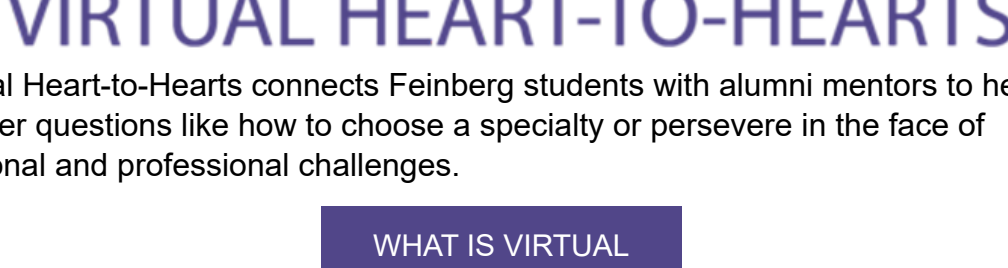 VIRTUAL HEART-TO-HEARTS
al Heart-to-Hearts connects Feinberg students with alumni mentors to he
er questions like how to choose a specialty or persevere in the face of
onal and professional challenges.
WHAT IS VIRTUAL